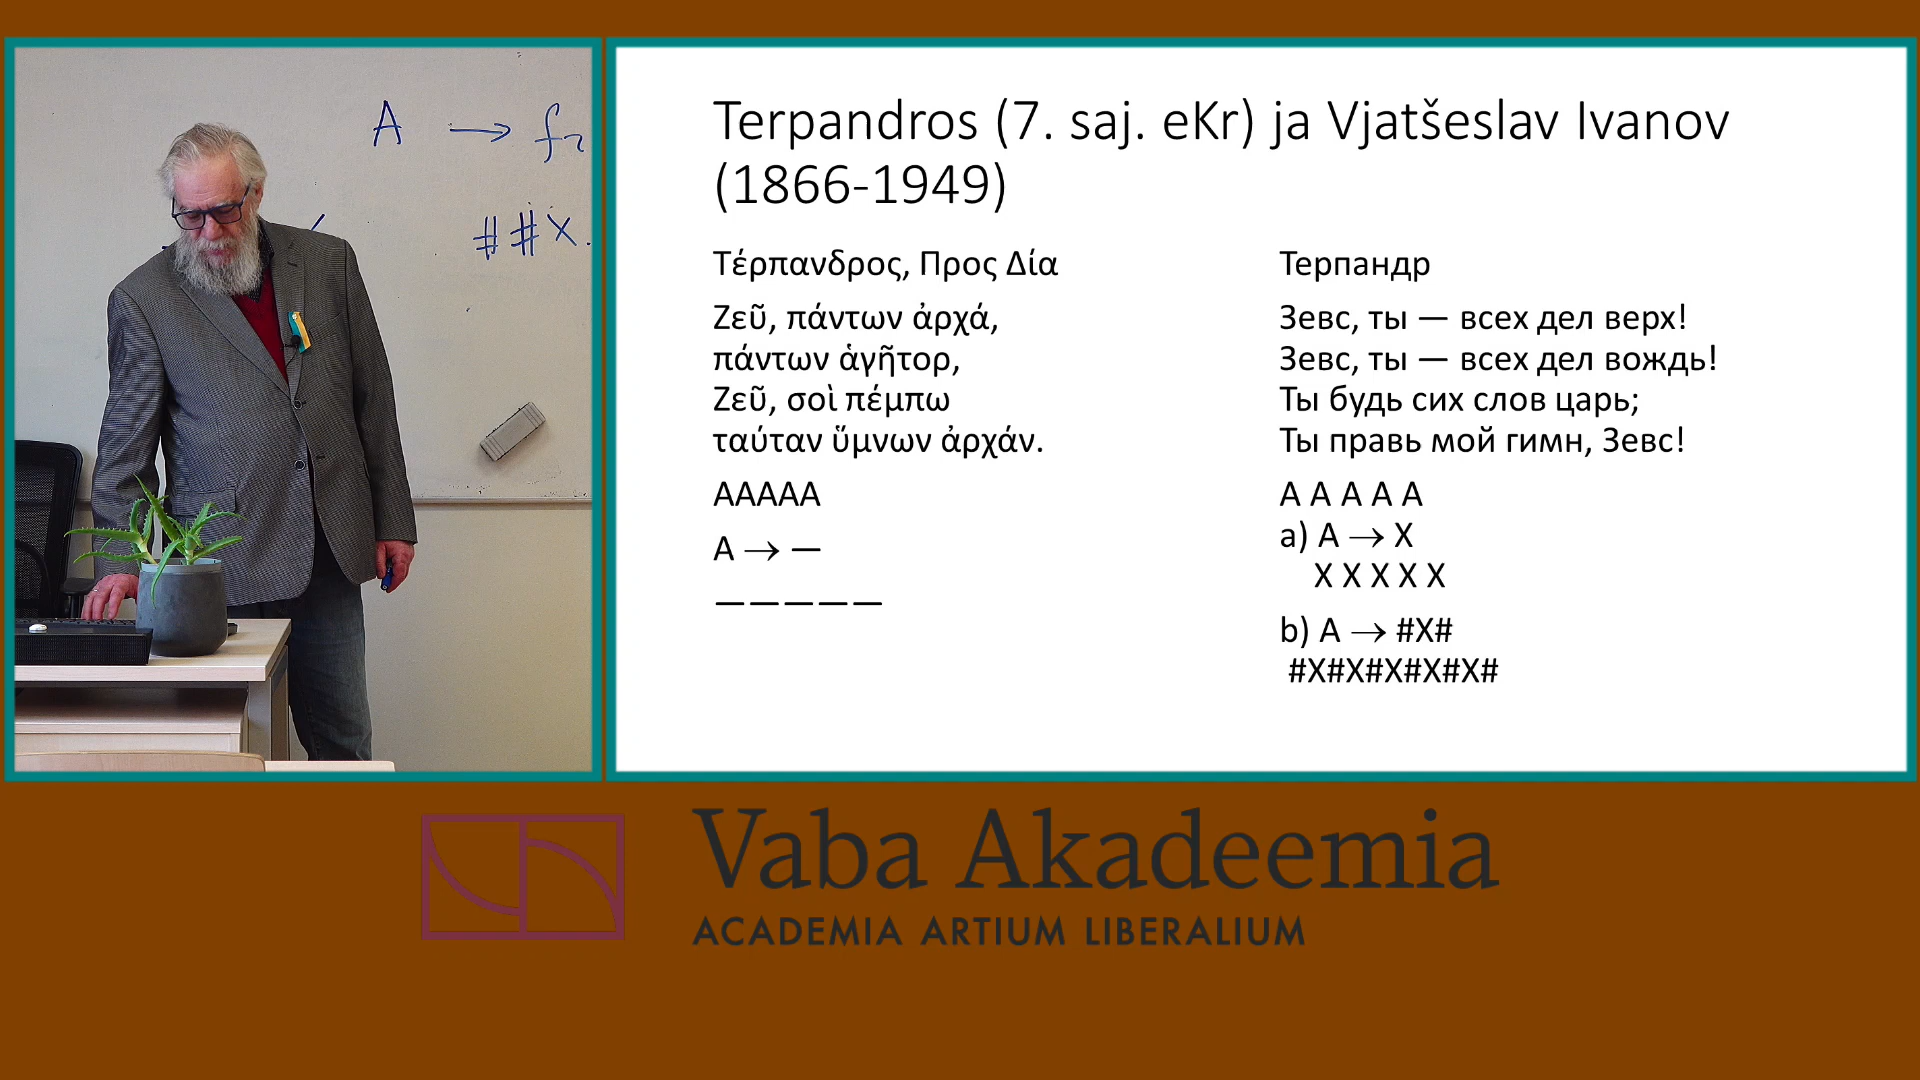 A → f₂
##X.
Terpandros (7. saj. eKr) ja Vjatšeslav Ivanov
(1866-1949)
Τέρπανδρος, Προς Δία
Ζεῦ, πάντων ἀρχά,
πάντων ἁγῆτορ,
Ζεῦ, σοὶ πέμπω
ταύταν ὕμνων ἀρχάν.
AAAAA
A → —
—————
Терпандр
Зевс, ты — всех дел верх!
Зевс, ты — всех дел вождь!
Ты будь сих слов царь;
Ты правь мой гимн, Зевс!
A A A A A
a) A → X
X X X X X
b) A → #X#
#X#X#X#X#X#
Vaba Akadeemia
ACADEMIA ARTIUM LIBERALIUM